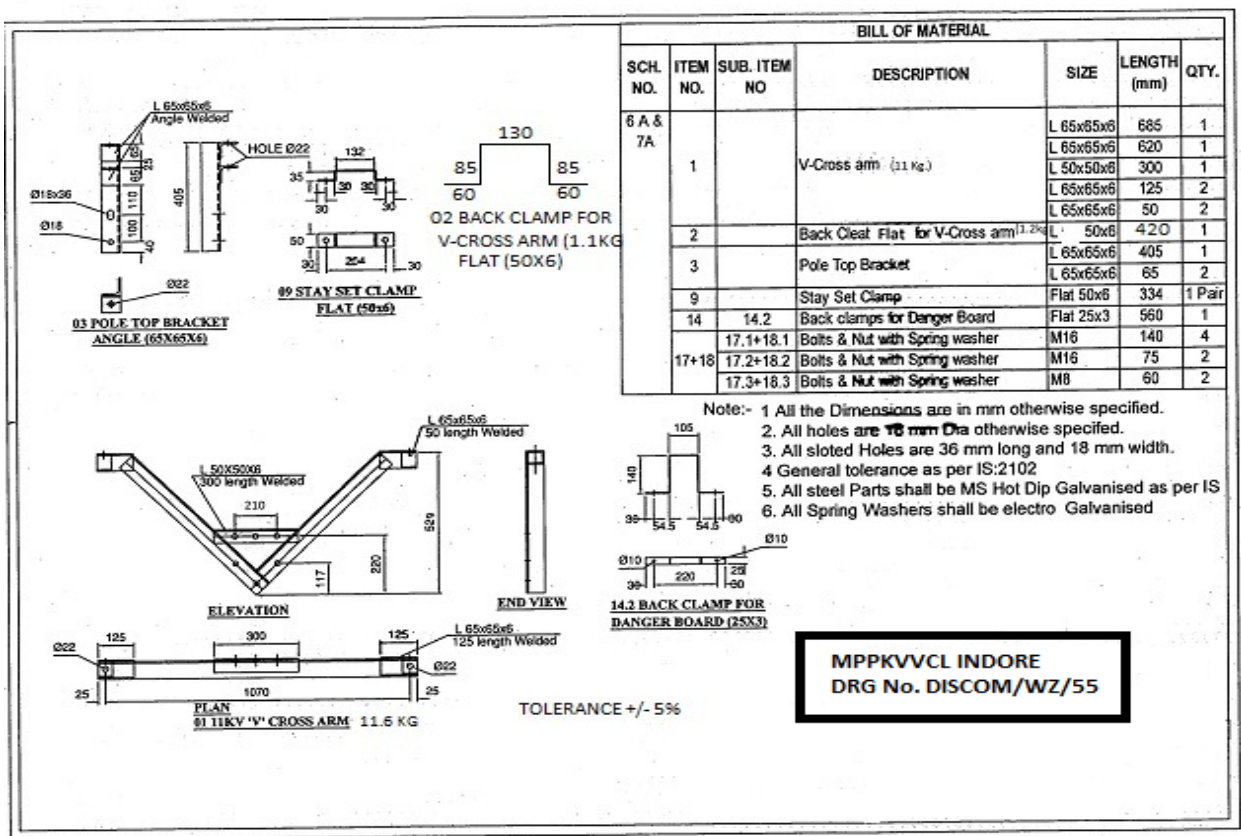 BILL OF MATERIAL
SCH. NO. ITEM NO. SUB. ITEM NO DESCRIPTION SIZE LENGTH (mm) QTY.
6 A & 7A 1 V-Cross arm (11 Kg.) L 65x65x6 685 1
L 65x65x6 620 1
L 50x50x6 300 1
L 65x65x6 125 2
L 65x65x6 50 2
2 Back Cleat Flat for V-Cross arm L 50x6 420 1
3 Pole Top Bracket L 65x65x6 405 1
L 65x65x6 65 2
9 Stay Set Clamp Flat 50x6 334 1 Pair
14 14.2 Back clamps for Danger Board Flat 25x3 560 1
17+18 17.1+18.1 Bolts & Nut with Spring washer M16 140 4
17.2+18.2 Bolts & Nut with Spring washer M16 75 2
17.3+18.3 Bolts & Nut with Spring washer M8 60 2
Note:- 1 All the Dimensions are in mm otherwise specified.
2. All holes are mm Dia otherwise specifed.
3. All sloted Holes are 36 mm long and 18 mm width.
4 General tolerance as per IS:2102
5. All steel Parts shall be MS Hot Dip Galvanised as per IS
6. All Spring Washers shall be electro Galvanised
L 65x65x6
Angle Welded
HOLE Ø22
25
65
110
100
40
405
Ø18x36
Ø18
Ø22
03 POLE TOP BRACKET
ANGLE (65X65X6)
132
35
30 30
30 30
50
30 254 30
09 STAY SET CLAMP
FLAT (50x6)
130
85 85
60 60
02 BACK CLAMP FOR
V-CROSS ARM (1.1KG
FLAT (50X6)
L 65x65x6
50 length Welded
L 50X50X6
300 length Welded
210
117
220
529
ELEVATION
END VIEW
105
140
54.5 54.5
Ø10 Ø10
25
30 220 30
14.2 BACK CLAMP FOR
DANGER BOARD (25X3)
125 300 125
L 65x65x6
125 length Welded
Ø22 Ø22
25 1070 25
PLAN
01 11KV 'V' CROSS ARM 11.6 KG
TOLERANCE +/- 5%
MPPKVVCL INDORE
DRG No. DISCOM/WZ/55